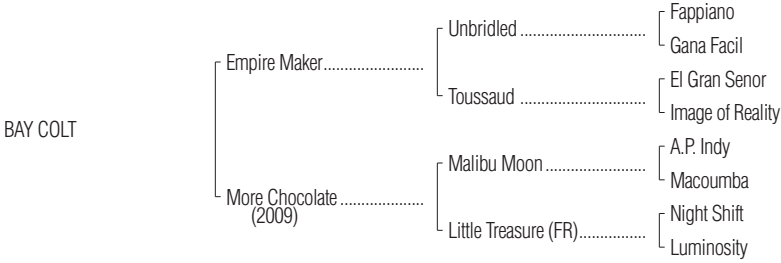 BAY COLT
Empire Maker.......................
Unbridled .............................
Fappiano
Gana Facil
Toussaud .............................
El Gran Senor
Image of Reality
More Chocolate ...................
(2009)
Malibu Moon.......................
A.P. Indy
Macoumba
Little Treasure (FR)...............
Night Shift
Luminosity